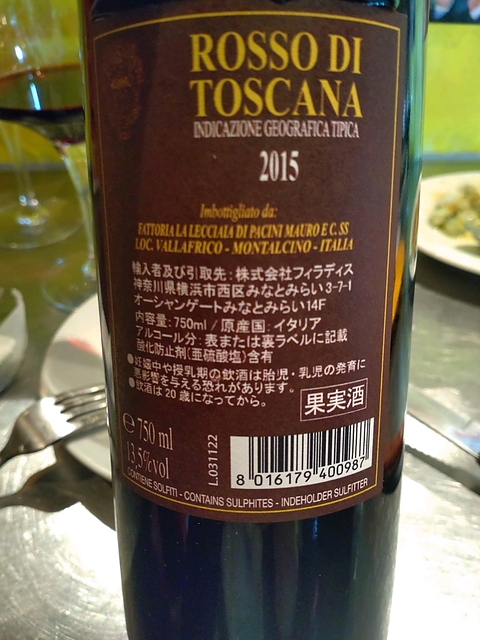 ROSSO DI
TOSCANA
INDICAZIONE GEOGRAFICA TIPICA
2015
Imbottigliato da:
FATTORIA LA LECCIAIA DI PACINI MAURO E C. SS
LOC. VALLAFRICO - MONTALCINO - ITALIA
輸入者及び引取先:株式会社フィラディス
神奈川県横浜市西区みなとみらい3-7-1
オーシャンゲートみなとみらい14F
内容量:750ml / 原産国:イタリア
アルコール分:表または裏ラベルに記載
酸化防止剤(亜硫酸塩)含有
●妊娠中や授乳期の飲酒は胎児・乳児の発育に
悪影響を与える恐れがあります。
●飲酒は20歳になってから。
果実酒
℮ 750 ml
13,5%vol
L031122
8 016179 400987
CONTIENE SOLFITI - CONTAINS SULPHITES - INDEHOLDER SULFITTER